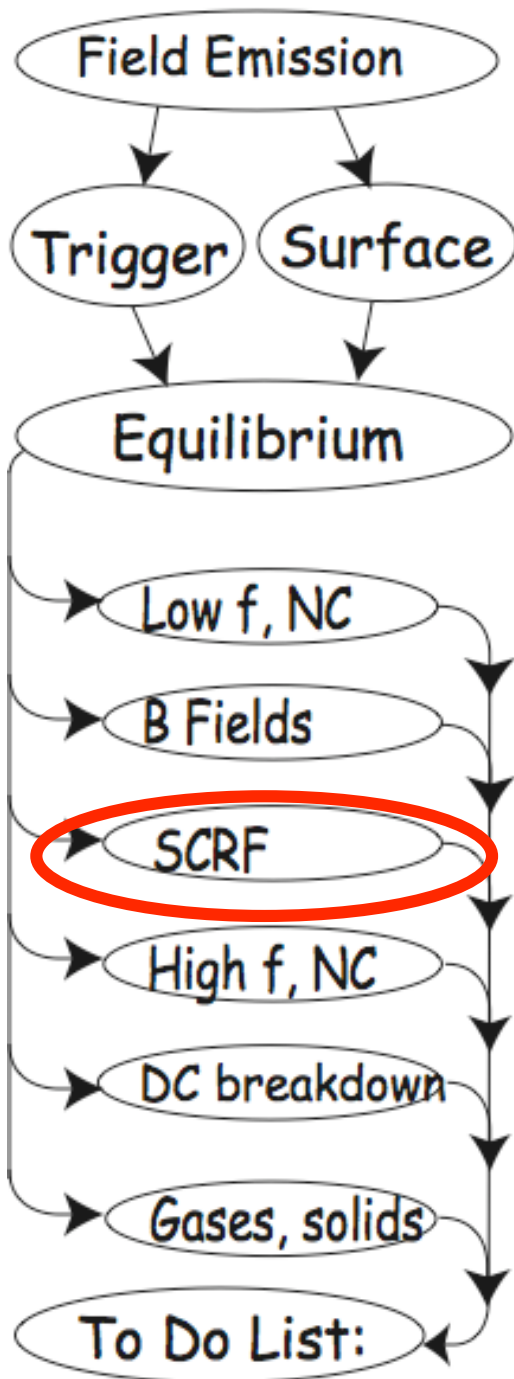 Field Emission
Trigger
Surface
Equilibrium
Low f, NC
B Fields
SCRF
High f, NC
DC breakdown
Gases, solids
To Do List: